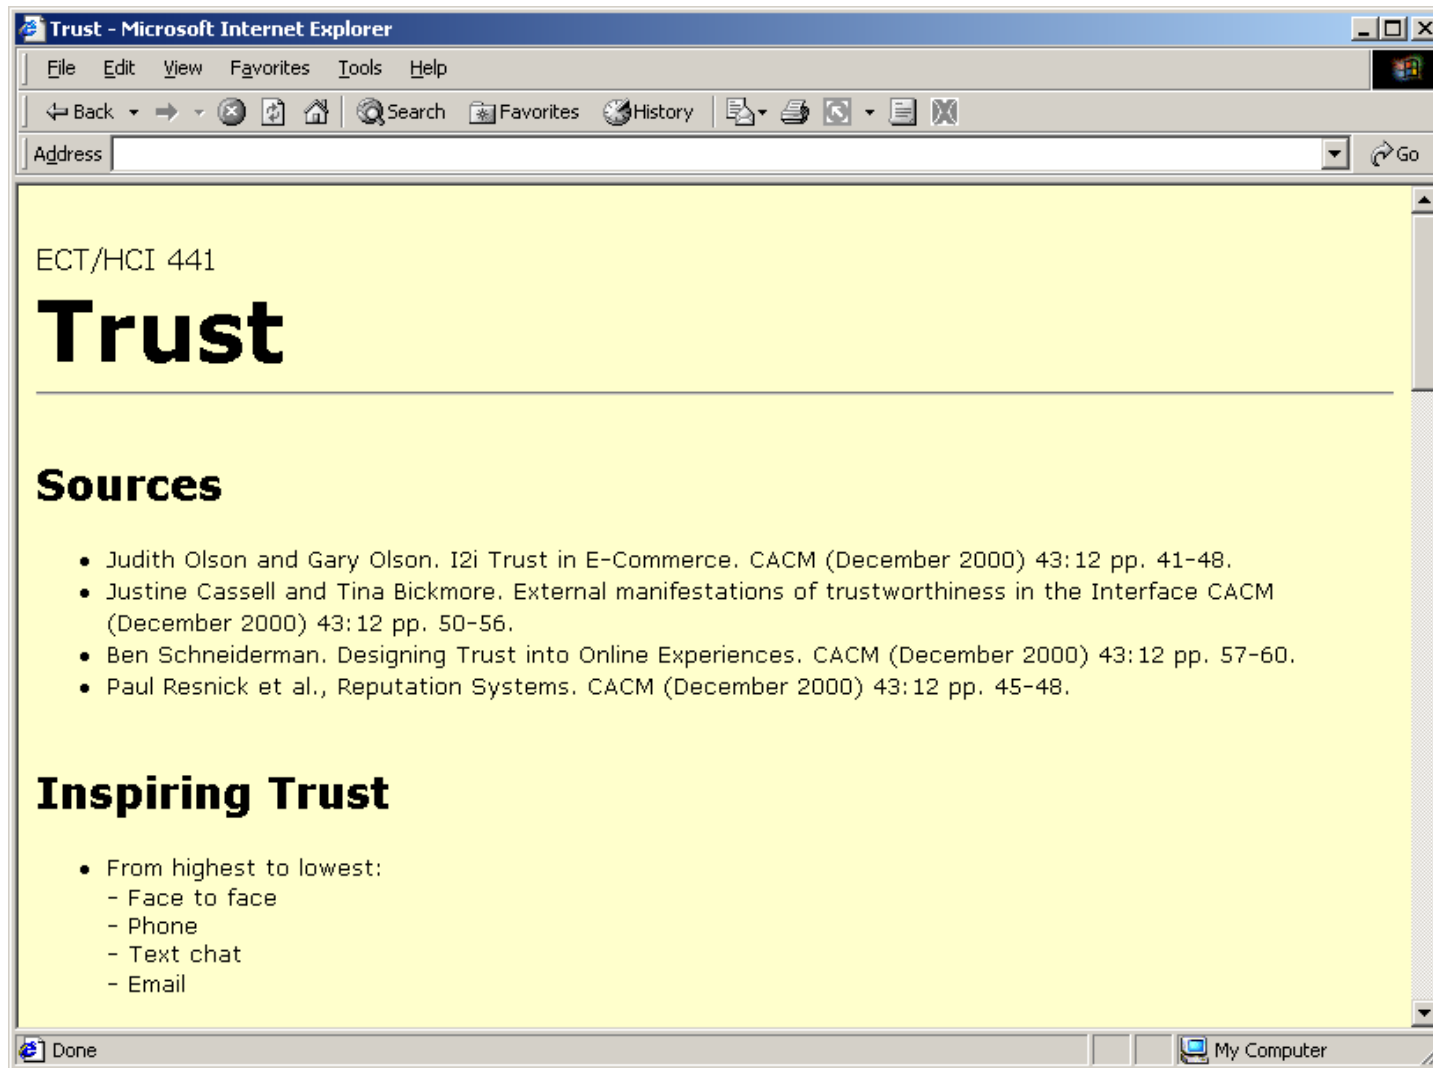 Trust - Microsoft Internet Explorer
File Edit View Favorites Tools Help
Back Search Favorites History
Address Go
ECT/HCI 441
Trust
Sources
• Judith Olson and Gary Olson. I2i Trust in E-Commerce. CACM (December 2000) 43:12 pp. 41-48.
• Justine Cassell and Tina Bickmore. External manifestations of trustworthiness in the Interface CACM
(December 2000) 43:12 pp. 50-56.
• Ben Schneiderman. Designing Trust into Online Experiences. CACM (December 2000) 43:12 pp. 57-60.
• Paul Resnick et al., Reputation Systems. CACM (December 2000) 43:12 pp. 45-48.
Inspiring Trust
• From highest to lowest:
- Face to face
- Phone
- Text chat
- Email
Done My Computer